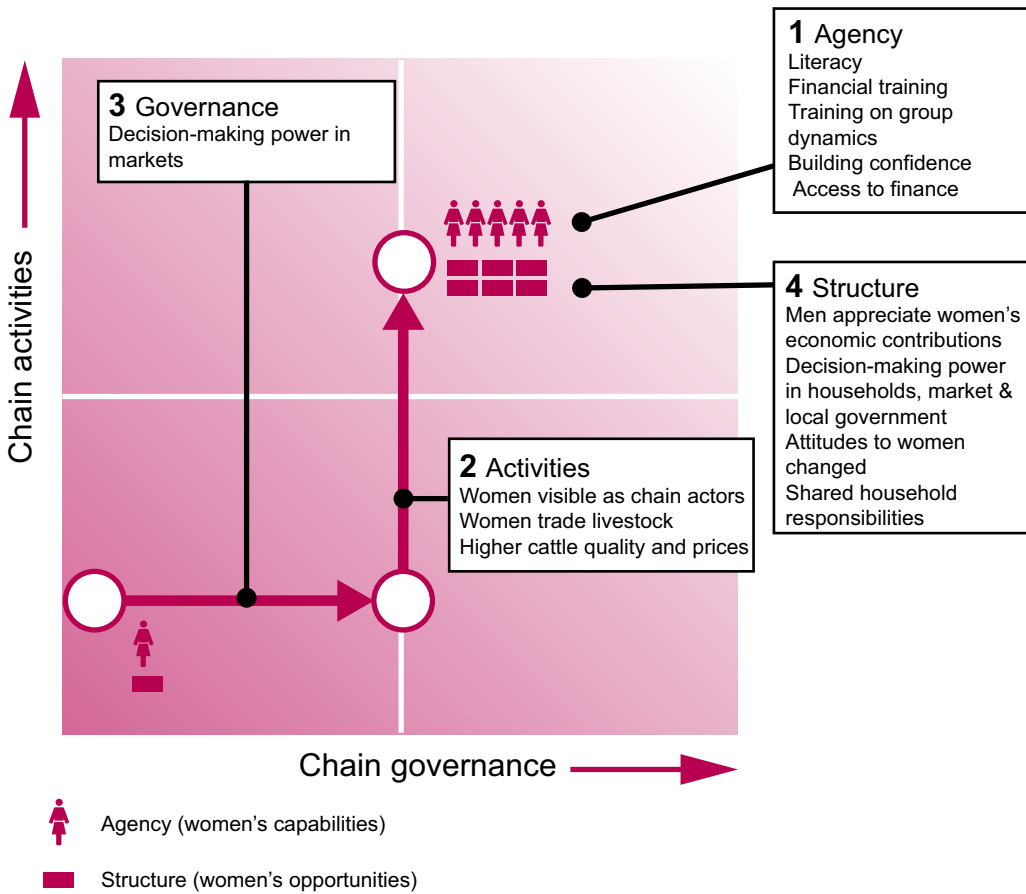 1 Agency
Literacy
Financial training
Training on group
dynamics
Building confidence
Access to finance
3 Governance
Decision-making power in
markets
4 Structure
Men appreciate women’s
economic contributions
Decision-making power
in households, market &
local government
Attitudes to women
changed
Shared household
responsibilities
2 Activities
Women visible as chain actors
Women trade livestock
Higher cattle quality and prices
Chain activities
Chain governance
Agency (women’s capabilities)
Structure (women’s opportunities)